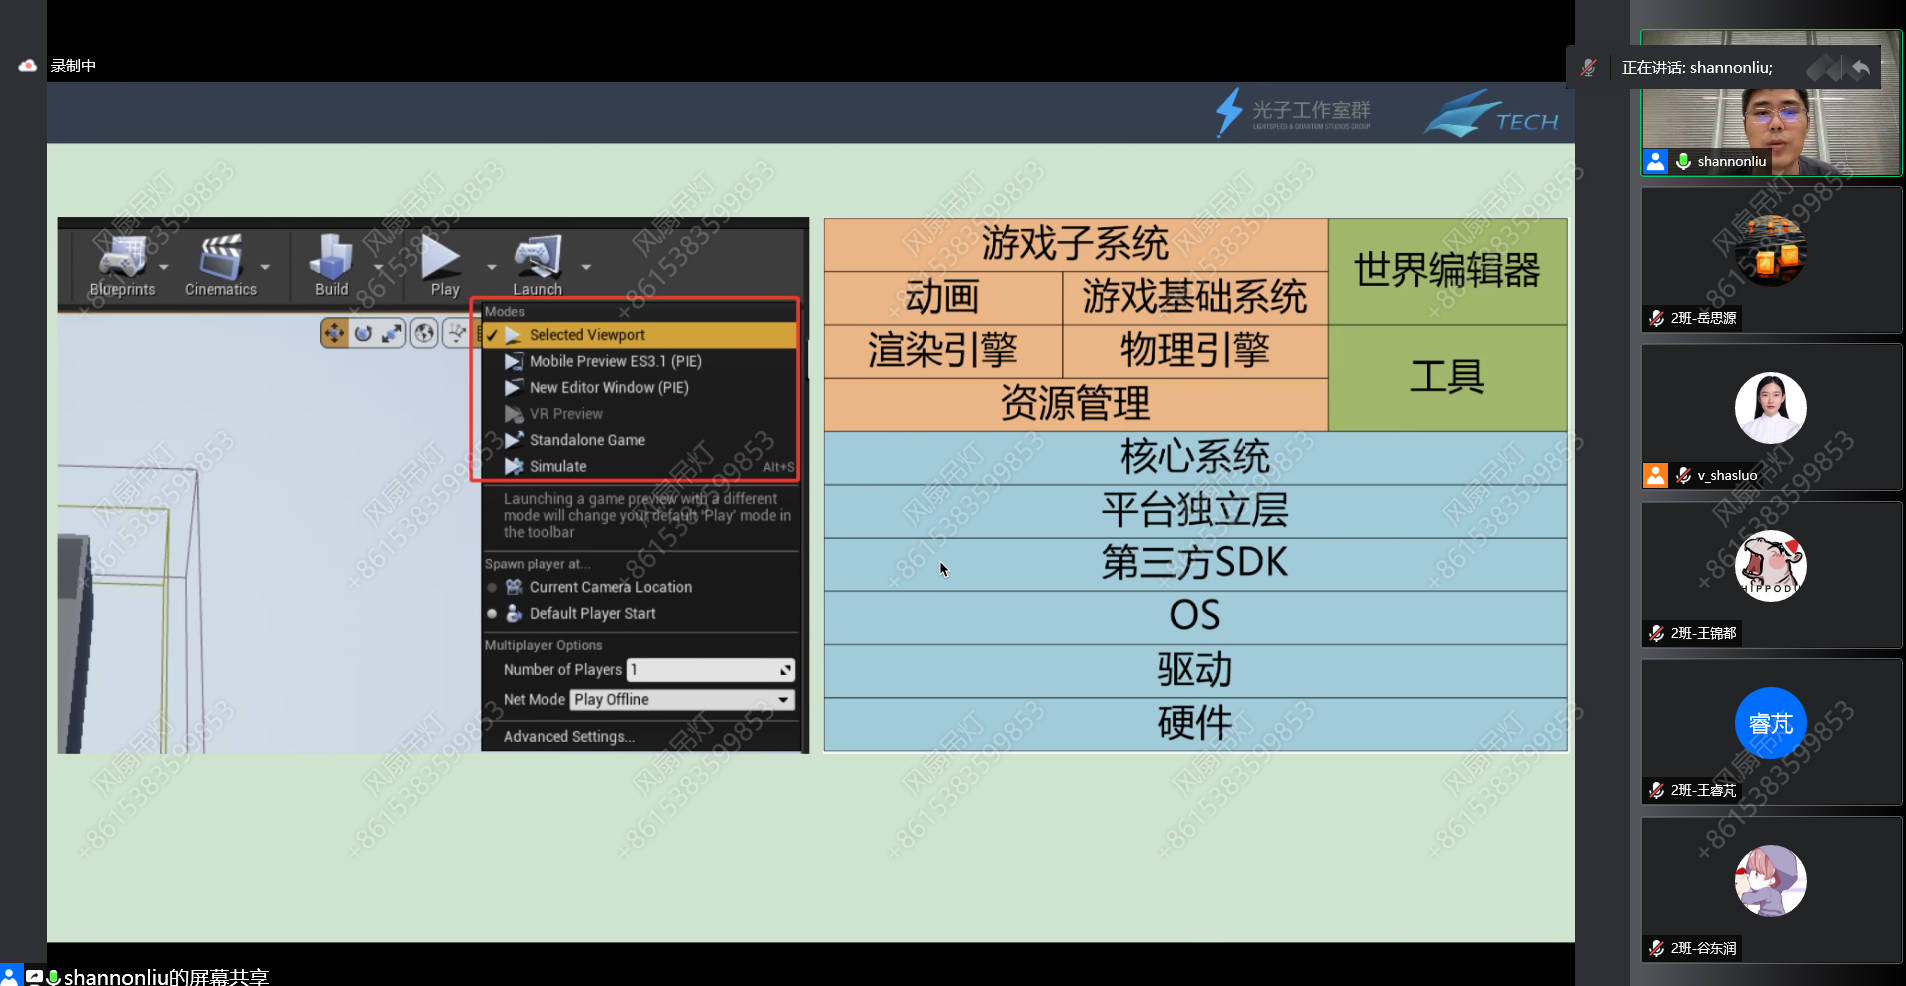 录制中
正在讲话: shannonliu;
光子工作室群
LIGHTSPEED & QUANTUM STUDIOS GROUP
TECH
Blueprints
Cinematics
Build
Play
Launch
Modes
Selected Viewport
Mobile Preview ES3.1 (PIE)
New Editor Window (PIE)
VR Preview
Standalone Game
Simulate Alt+S
Launching a game preview with a different
mode will change your default 'Play' mode in
the toolbar
Spawn player at...
Current Camera Location
Default Player Start
Multiplayer Options
Number of Players 1
Net Mode Play Offline
Advanced Settings...
游戏子系统
世界编辑器
动画
游戏基础系统
渲染引擎
物理引擎
工具
资源管理
核心系统
平台独立层
第三方SDK
OS
驱动
硬件
shannonliu
2班-岳思源
v_shasluo
HIPPODU
2班-王锦都
睿芃
2班-王睿芃
2班-谷东润
shannonliu的屏幕共享
风扇吊灯
+8615383599853